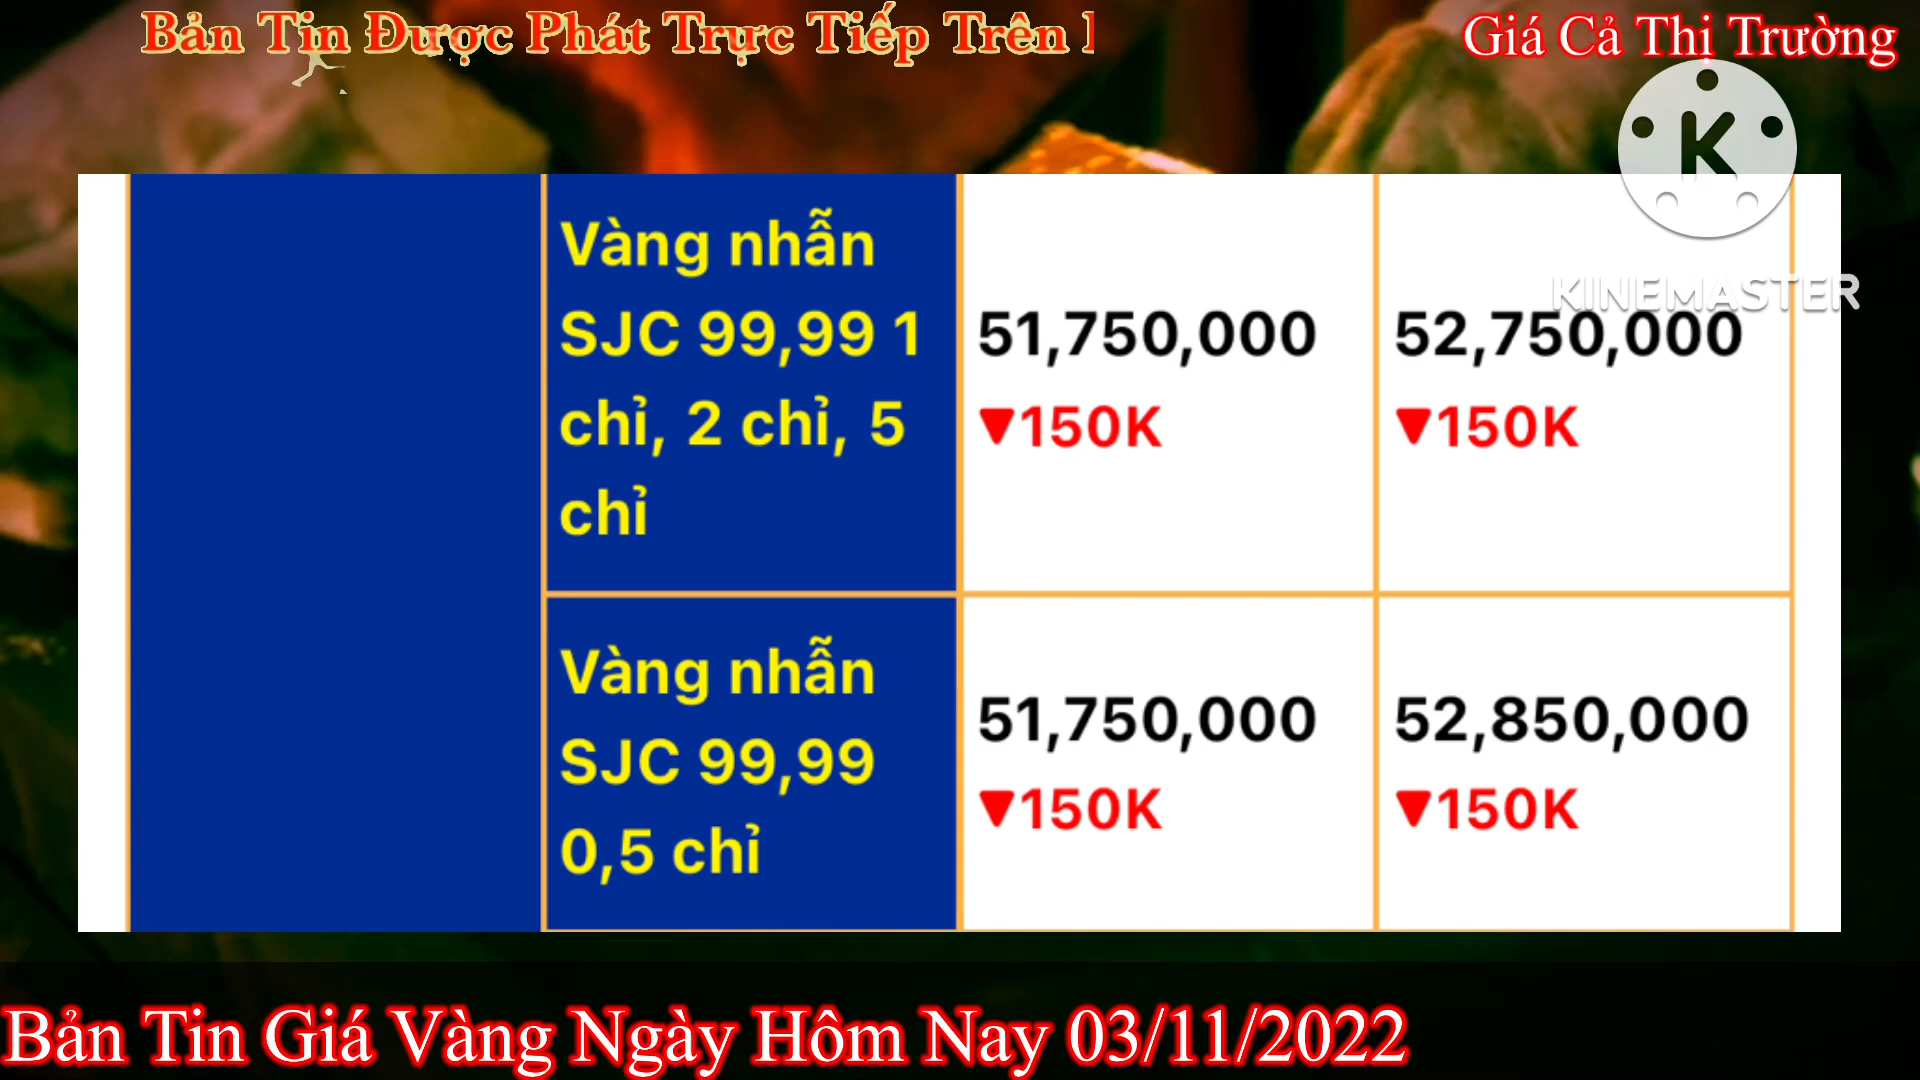 Bản Tin Được Phát Trực Tiếp Trên
Giá Cả Thị Trường
K
KINEMASTER
Vàng nhẫn
SJC 99,99 1
chỉ, 2 chỉ, 5
chỉ
51,750,000
▼150K
52,750,000
▼150K
Vàng nhẫn
SJC 99,99
0,5 chỉ
51,750,000
▼150K
52,850,000
▼150K
Bản Tin Giá Vàng Ngày Hôm Nay 03/11/2022